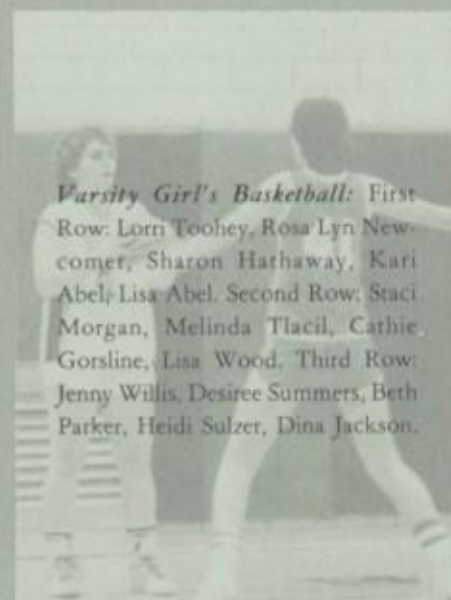 Varsity Girl's Basketball: First
Row: Lorri Toohey, Rosa Lyn New-
comer, Sharon Hathaway, Kari
Abel, Lisa Abel. Second Row: Staci
Morgan, Melinda Tlacil, Cathie
Gorsline, Lisa Wood. Third Row:
Jenny Willis, Desiree Summers, Beth
Parker, Heidi Sulzer, Dina Jackson.